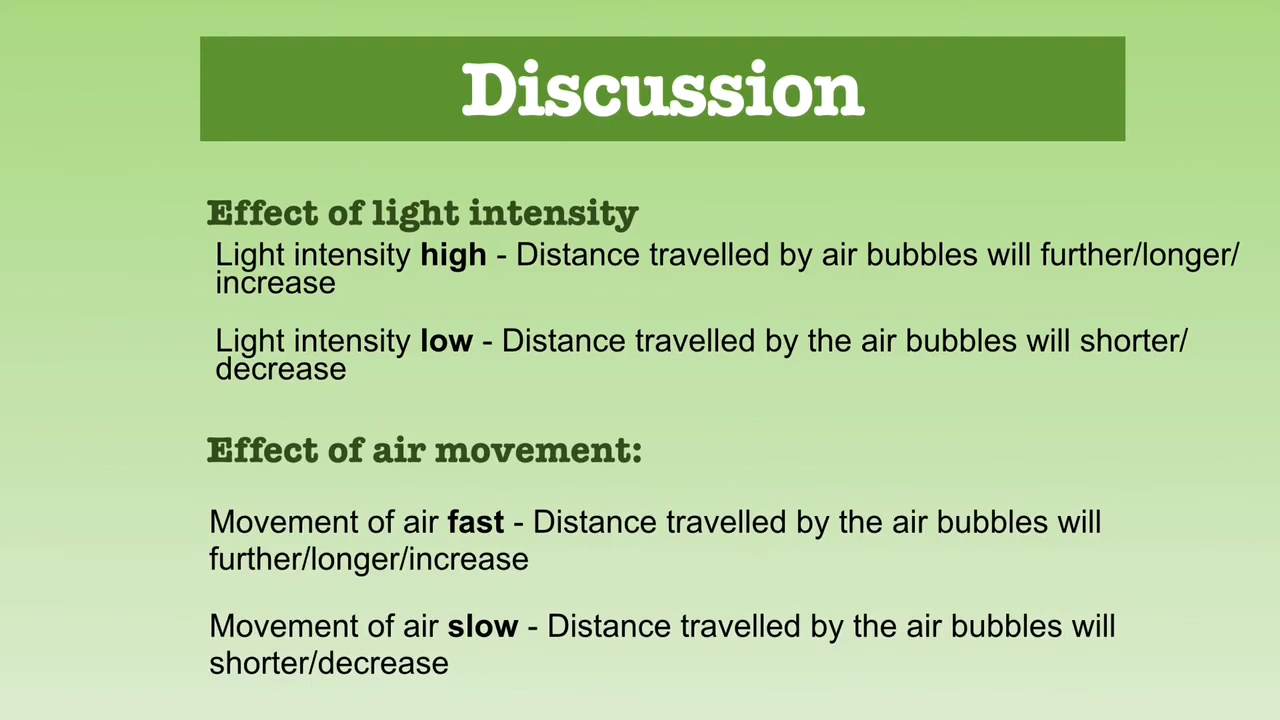 Discussion
Effect of light intensity
Light intensity high - Distance travelled by air bubbles will further/longer/
increase
Light intensity low - Distance travelled by the air bubbles will shorter/
decrease
Effect of air movement:
Movement of air fast - Distance travelled by the air bubbles will
further/longer/increase
Movement of air slow - Distance travelled by the air bubbles will
shorter/decrease